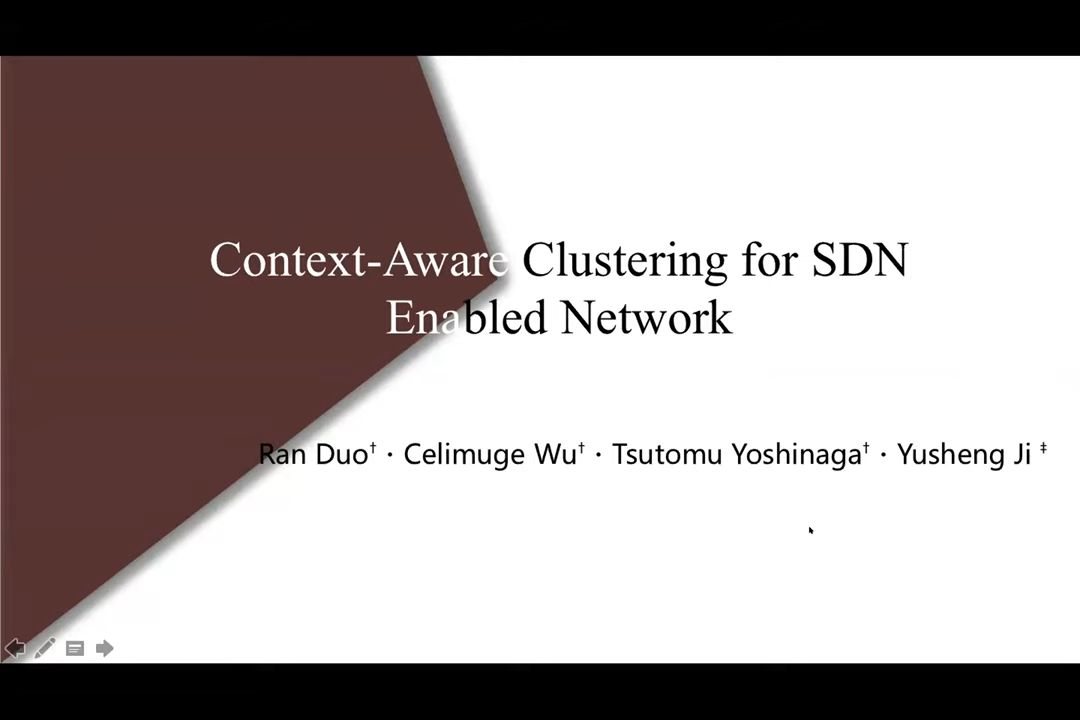 Context-Aware Clustering for SDN
Enabled Network
Ran Duo† · Celimuge Wu† · Tsutomu Yoshinaga† · Yusheng Ji ‡